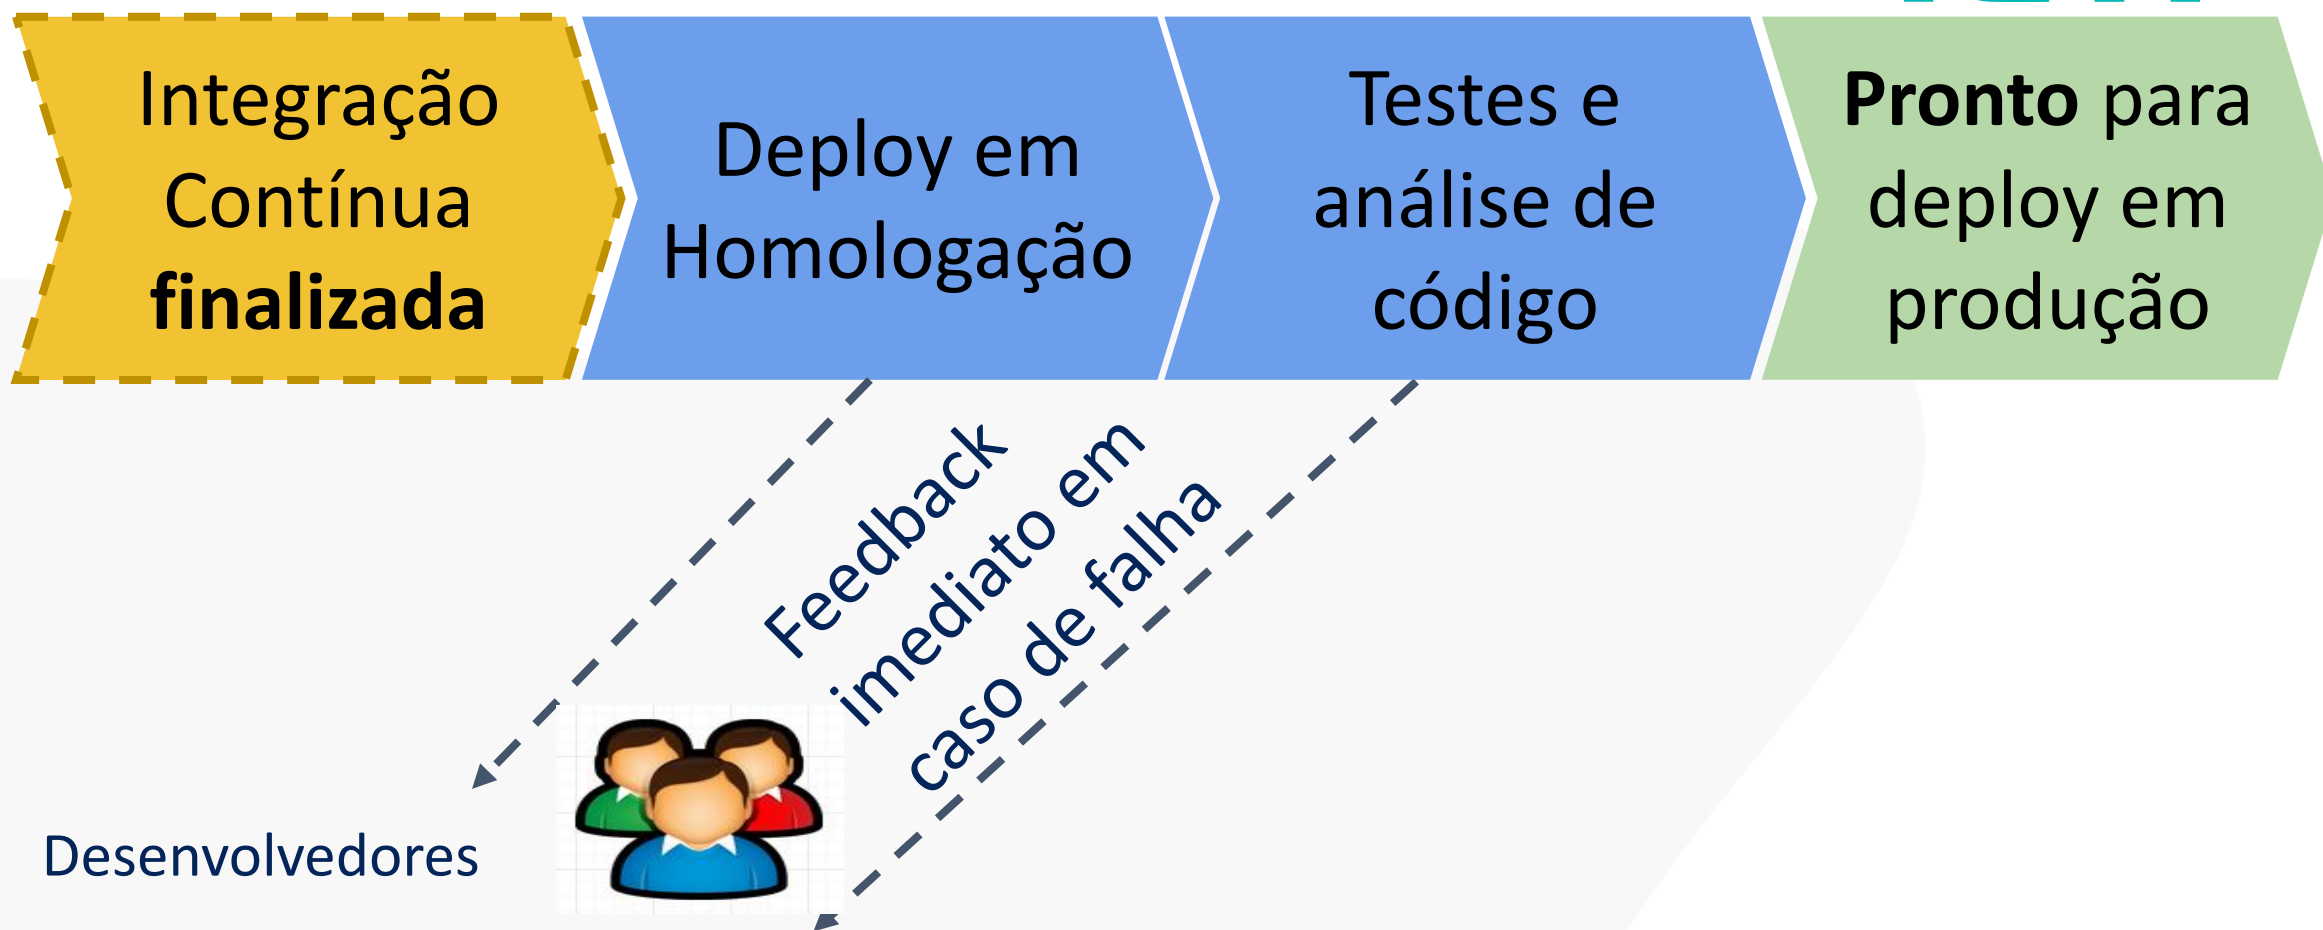 Integração
Contínua
finalizada
Deploy em
Homologação
Testes e
análise de
código
Pronto para
deploy em
produção
Feedback
imediato em
caso de falha
Desenvolvedores